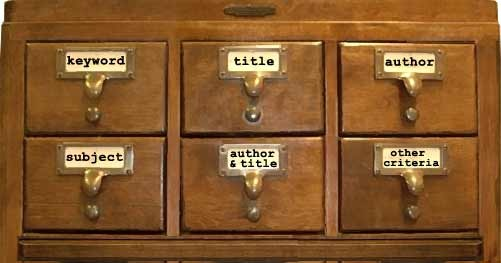 keyword
title
author
subject
author
& title
other
criteria